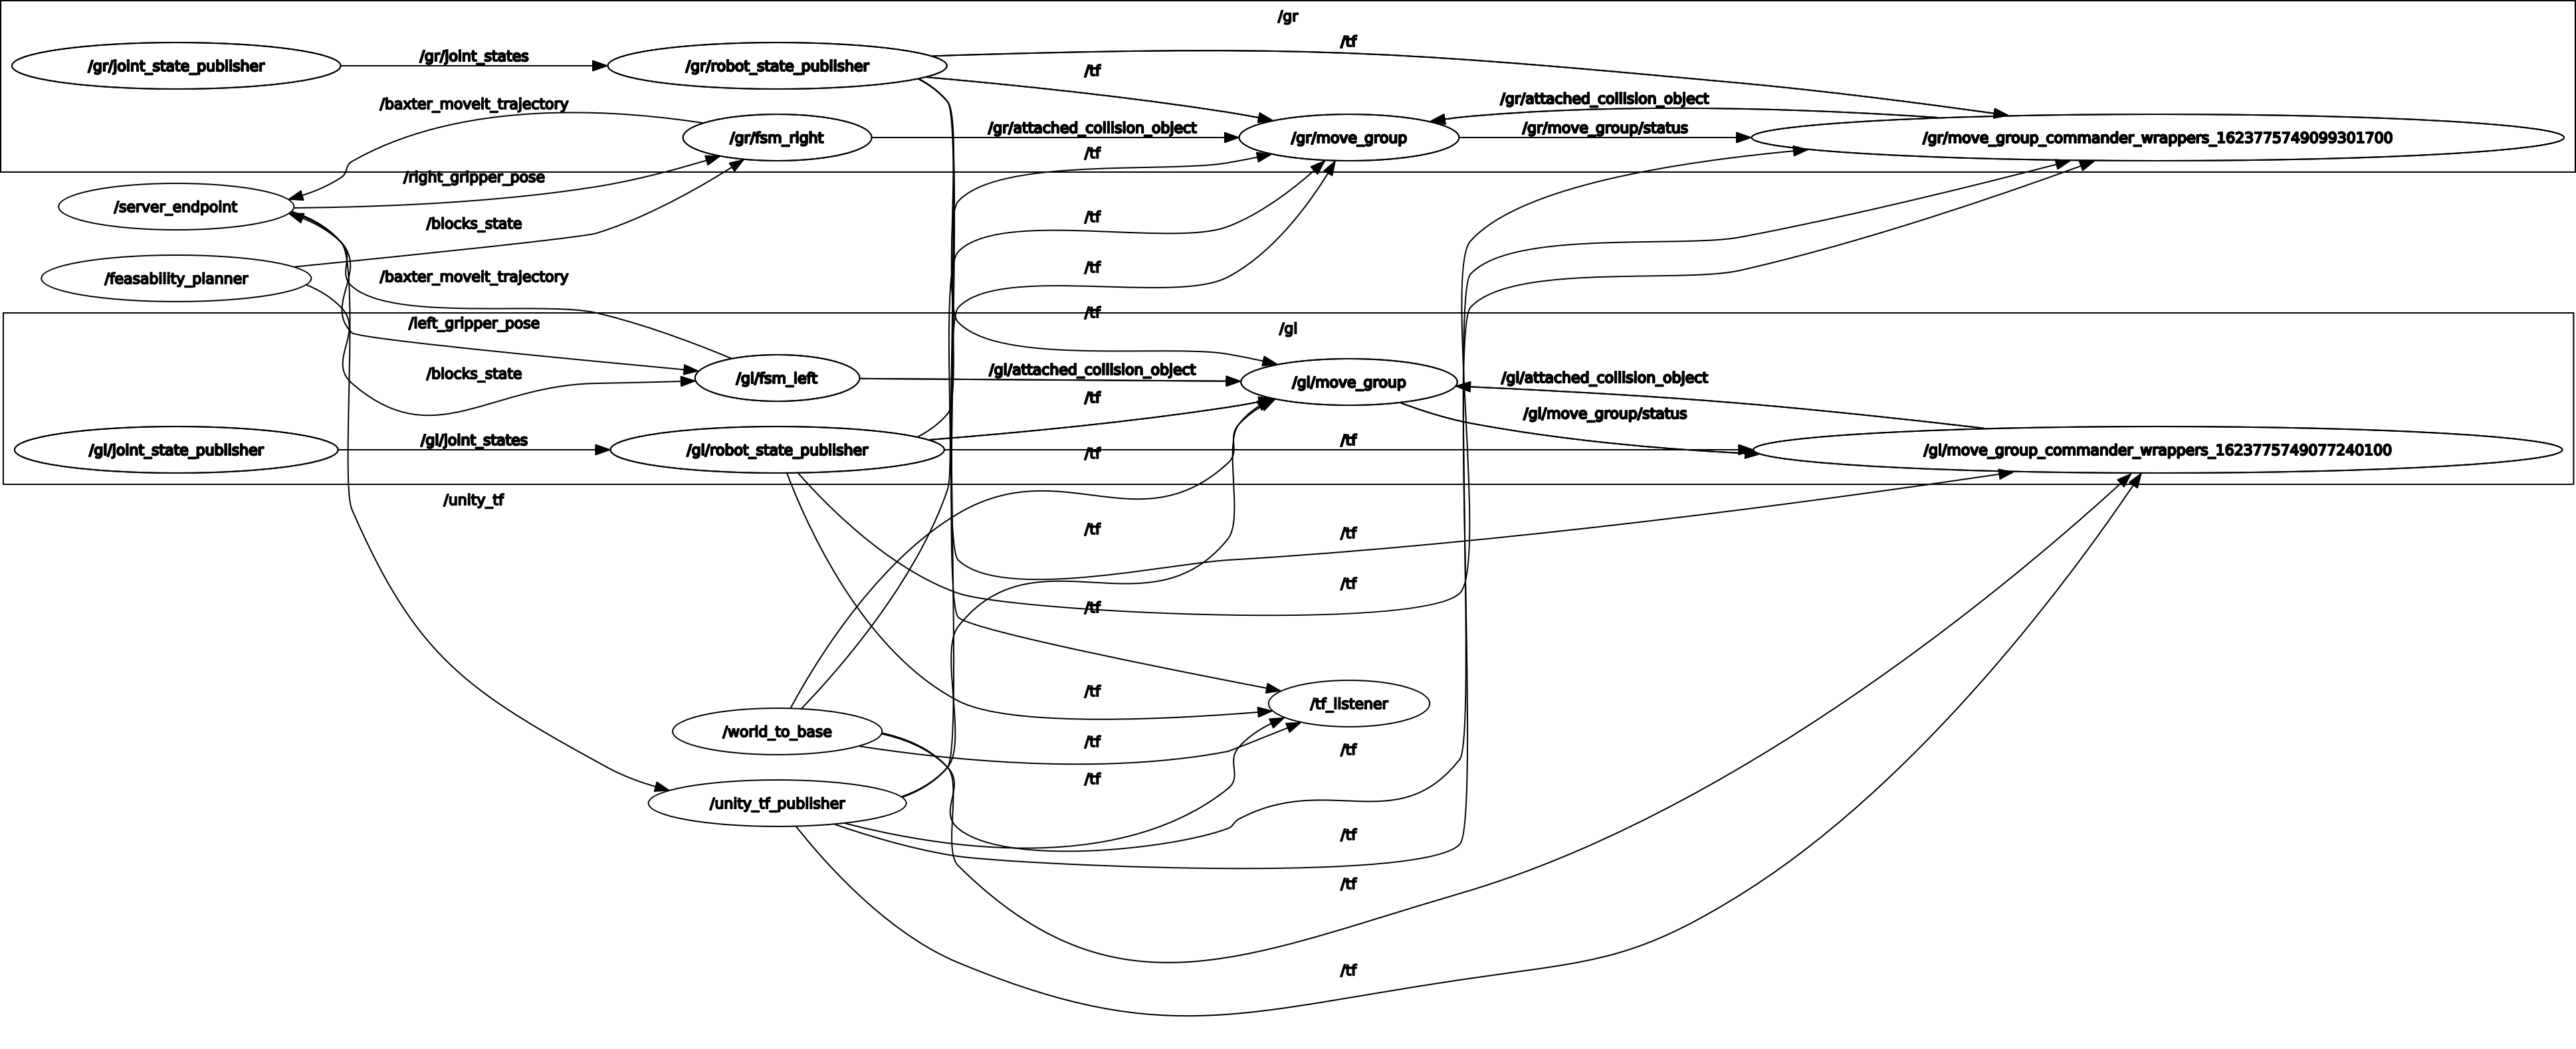 /gr
/tf
/gr/joint_state_publisher
/gr/joint_states
/gr/robot_state_publisher
/tf
/baxter_moveit_trajectory
/gr/attached_collision_object
/gr/fsm_right
/gr/attached_collision_object
/gr/move_group
/gr/move_group/status
/gr/move_group_commander_wrappers_1623775749099301700
/tf
/right_gripper_pose
/server_endpoint
/tf
/blocks_state
/tf
/feasability_planner
/baxter_moveit_trajectory
/tf
/left_gripper_pose
/gl
/blocks_state
/gl/fsm_left
/gl/attached_collision_object
/gl/move_group
/gl/attached_collision_object
/tf
/gl/move_group/status
/gl/joint_state_publisher
/gl/joint_states
/gl/robot_state_publisher
/tf
/tf
/gl/move_group_commander_wrappers_1623775749077240100
/unity_tf
/tf
/tf
/tf
/tf
/tf
/tf_listener
/world_to_base
/tf
/tf
/tf
/unity_tf_publisher
/tf
/tf
/tf